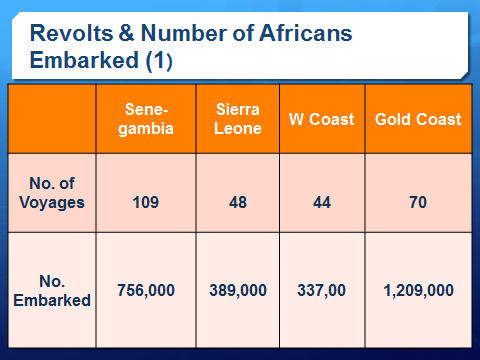 Revolts & Number of Africans
Embarked (1)
Sene-
gambia
Sierra
Leone
W Coast
Gold Coast
No. of
Voyages
109
48
44
70
No.
Embarked
756,000
389,000
337,00
1,209,000